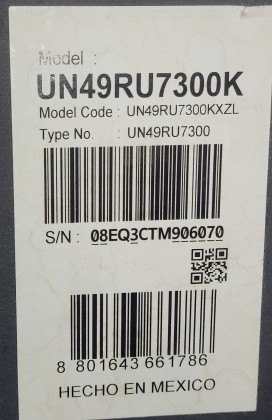 Model :
UN49RU7300K
Model Code : UN49RU7300KXZL
Type No. : UN49RU7300
S/N : 08EQ3CTM906070
8 801643 661786
HECHO EN MEXICO